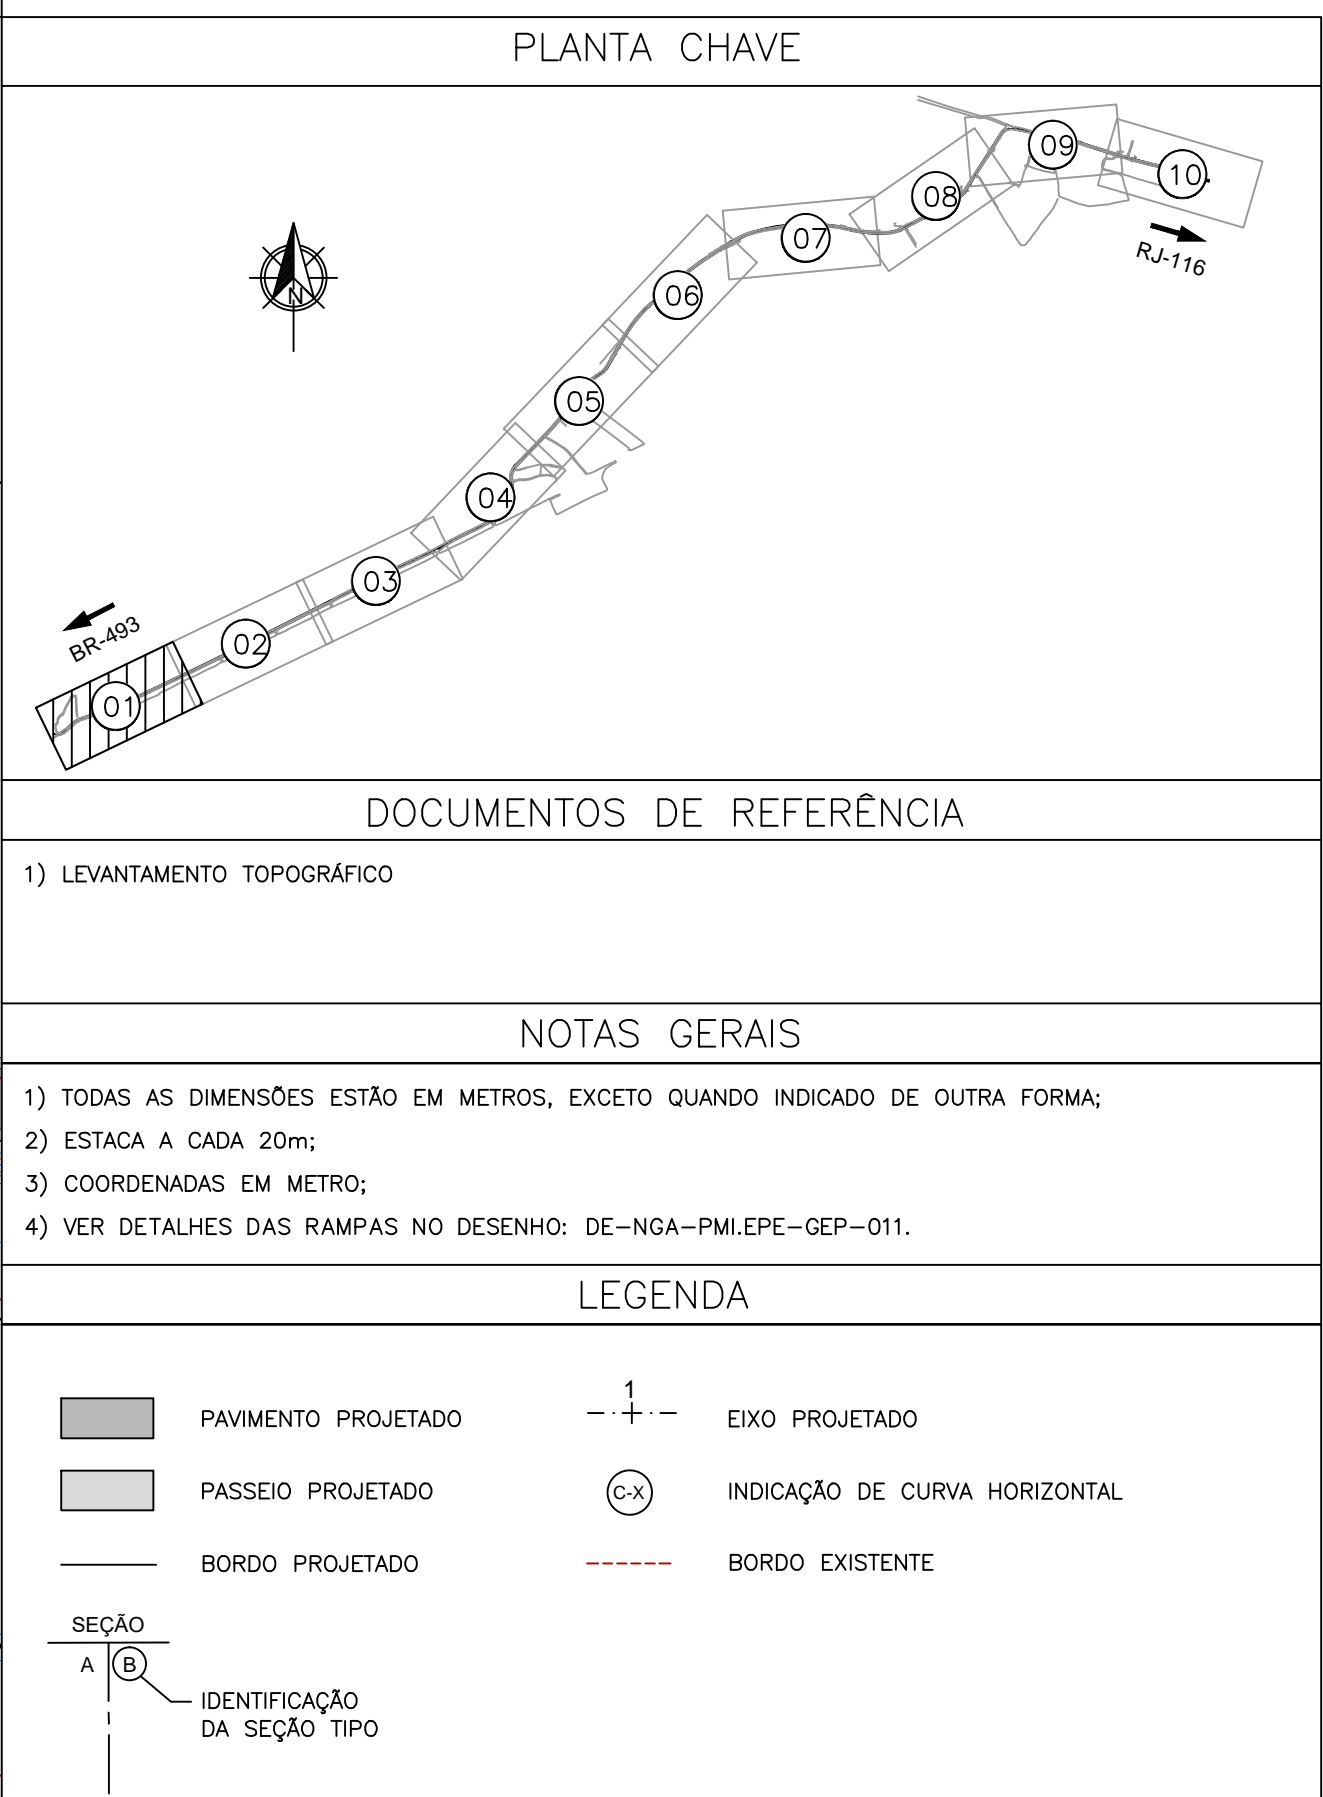 PLANTA CHAVE
09
10
08
RJ-116
07
N
06
05
04
03
BR-493
02
01
DOCUMENTOS DE REFERÊNCIA
1) LEVANTAMENTO TOPOGRÁFICO
NOTAS GERAIS
1) TODAS AS DIMENSÕES ESTÃO EM METROS, EXCETO QUANDO INDICADO DE OUTRA FORMA;
2) ESTACA A CADA 20m;
3) COORDENADAS EM METRO;
4) VER DETALHES DAS RAMPAS NO DESENHO: DE-NGA-PMI.EPE-GEP-011.
LEGENDA
PAVIMENTO PROJETADO
1
EIXO PROJETADO
PASSEIO PROJETADO
C-X
INDICAÇÃO DE CURVA HORIZONTAL
BORDO PROJETADO
BORDO EXISTENTE
SEÇÃO
A B
IDENTIFICAÇÃO
DA SEÇÃO TIPO